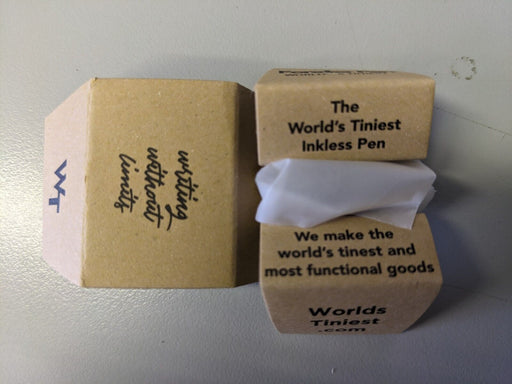 WT
writing
without
limits
The
World's Tiniest
Inkless Pen
We make the
world's tinest and
most functional goods
Worlds
Tiniest
.com